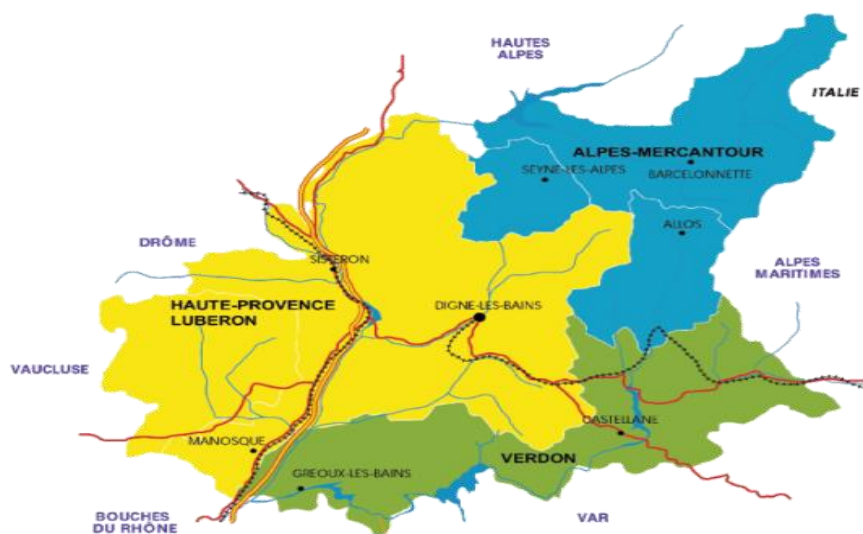 HAUTES
ALPES
ITALIE
ALPES-MERCANTOUR
SEYNE-LES-ALPES
BARCELONNETTE
ALLOS
DRÔME
SISTERON
ALPES
MARITIMES
HAUTE-PROVENCE
LUBERON
DIGNE-LES-BAINS
VAUCLUSE
CASTELLANE
MANOSQUE
VERDON
GREOUX-LES-BAINS
BOUCHES
DU RHÔNE
VAR